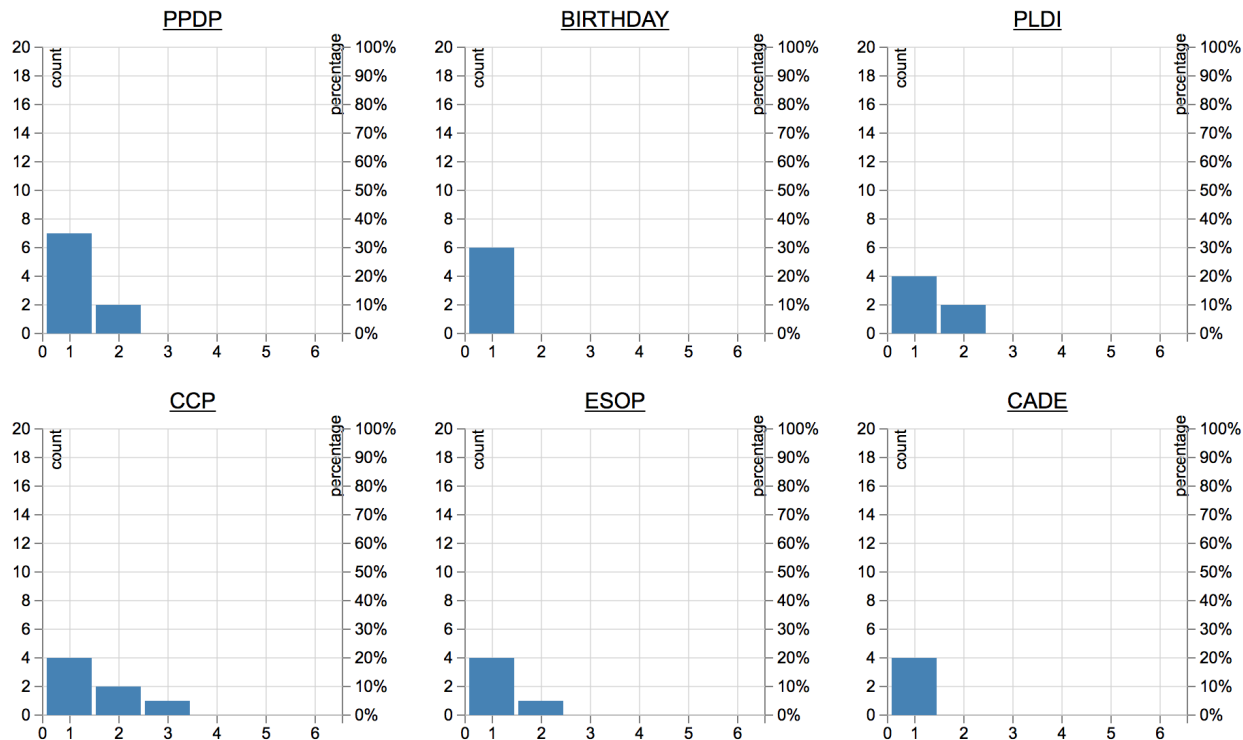 PPDP
count
percentage
20 18 16 14 12 10 8 6 4 2 0
100% 90% 80% 70% 60% 50% 40% 30% 20% 10% 0%
0 1 2 3 4 5 6
BIRTHDAY
count
percentage
20 18 16 14 12 10 8 6 4 2 0
100% 90% 80% 70% 60% 50% 40% 30% 20% 10% 0%
0 1 2 3 4 5 6
PLDI
count
percentage
20 18 16 14 12 10 8 6 4 2 0
100% 90% 80% 70% 60% 50% 40% 30% 20% 10% 0%
0 1 2 3 4 5 6
CCP
count
percentage
20 18 16 14 12 10 8 6 4 2 0
100% 90% 80% 70% 60% 50% 40% 30% 20% 10% 0%
0 1 2 3 4 5 6
ESOP
count
percentage
20 18 16 14 12 10 8 6 4 2 0
100% 90% 80% 70% 60% 50% 40% 30% 20% 10% 0%
0 1 2 3 4 5 6
CADE
count
percentage
20 18 16 14 12 10 8 6 4 2 0
100% 90% 80% 70% 60% 50% 40% 30% 20% 10% 0%
0 1 2 3 4 5 6